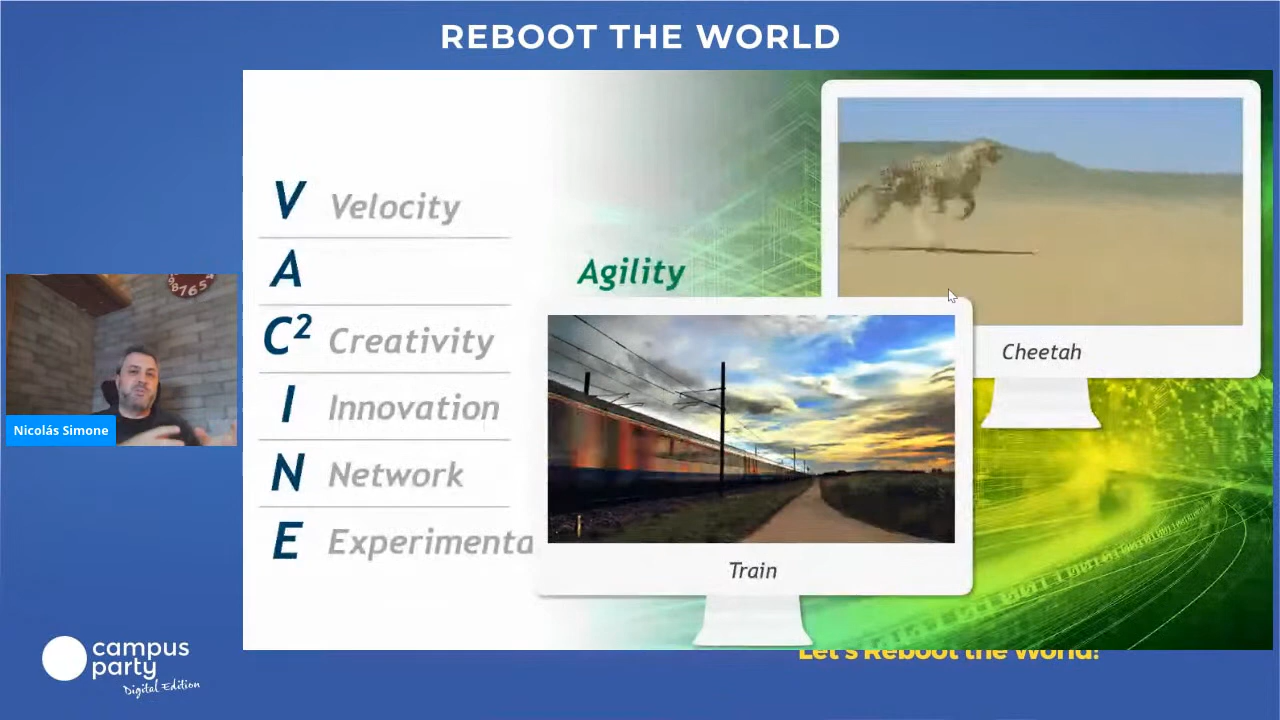 REBOOT THE WORLD
V Velocity
A Agility
C² Creativity
I Innovation
N Network
E Experimenta
Cheetah
Train
Nicolás Simone
campus
party
Digital Edition
Let's Reboot the World!